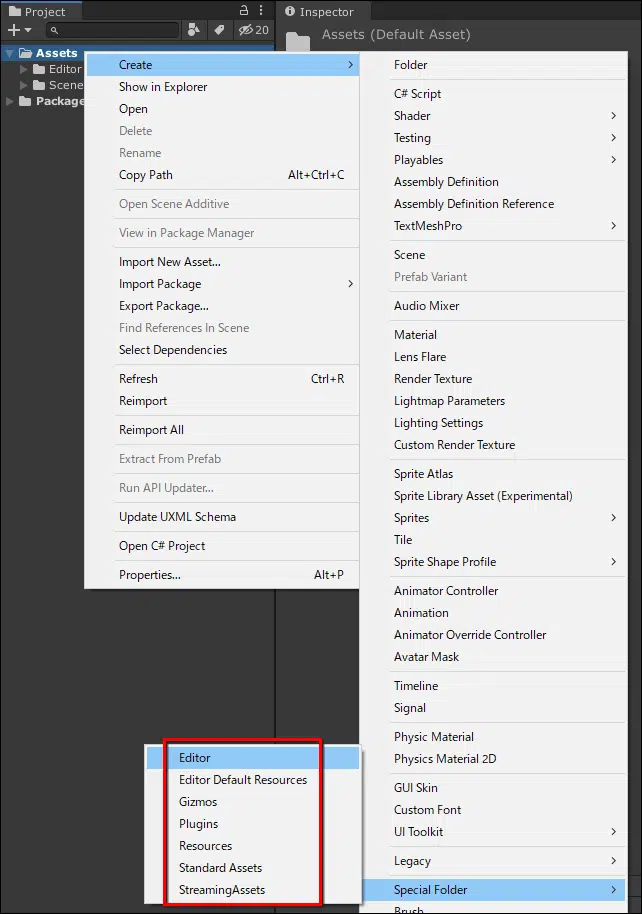 Project
Inspector
20
Assets (Default Asset)
Assets
Editor
Scene
Package
Create
Show in Explorer
Open
Delete
Rename
Copy Path Alt+Ctrl+C
Open Scene Additive
View in Package Manager
Import New Asset...
Import Package
Export Package...
Find References In Scene
Select Dependencies
Refresh Ctrl+R
Reimport
Reimport All
Extract From Prefab
Run API Updater...
Update UXML Schema
Open C# Project
Properties... Alt+P
Folder
C# Script
Shader
Testing
Playables
Assembly Definition
Assembly Definition Reference
TextMeshPro
Scene
Prefab Variant
Audio Mixer
Material
Lens Flare
Render Texture
Lightmap Parameters
Lighting Settings
Custom Render Texture
Sprite Atlas
Sprite Library Asset (Experimental)
Sprites
Tile
Sprite Shape Profile
Animator Controller
Animation
Animator Override Controller
Avatar Mask
Timeline
Signal
Physic Material
Physics Material 2D
GUI Skin
Custom Font
UI Toolkit
Legacy
Special Folder
Brush
Editor
Editor Default Resources
Gizmos
Plugins
Resources
Standard Assets
StreamingAssets